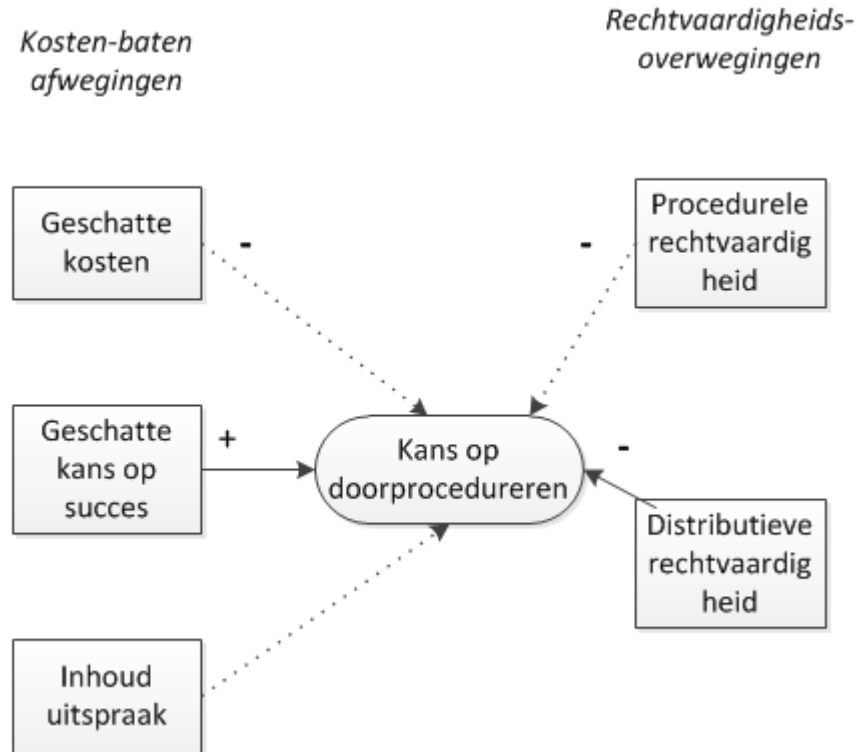 Kosten-baten
afwegingen
Rechtvaardigheids-
overwegingen
Geschatte
kosten
-
-
Procedurele
rechtvaardig
heid
Geschatte
kans op
succes
+
Kans op
doorprocedureren
-
Distributieve
rechtvaardig
heid
Inhoud
uitspraak